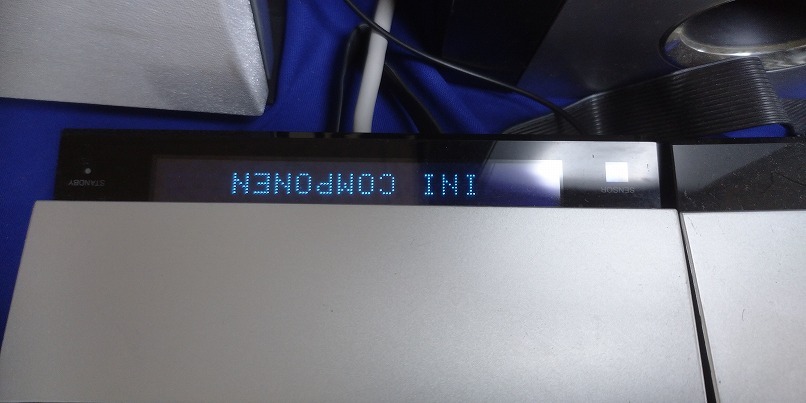 SENSOR
INI COMPONEN
STANDBY